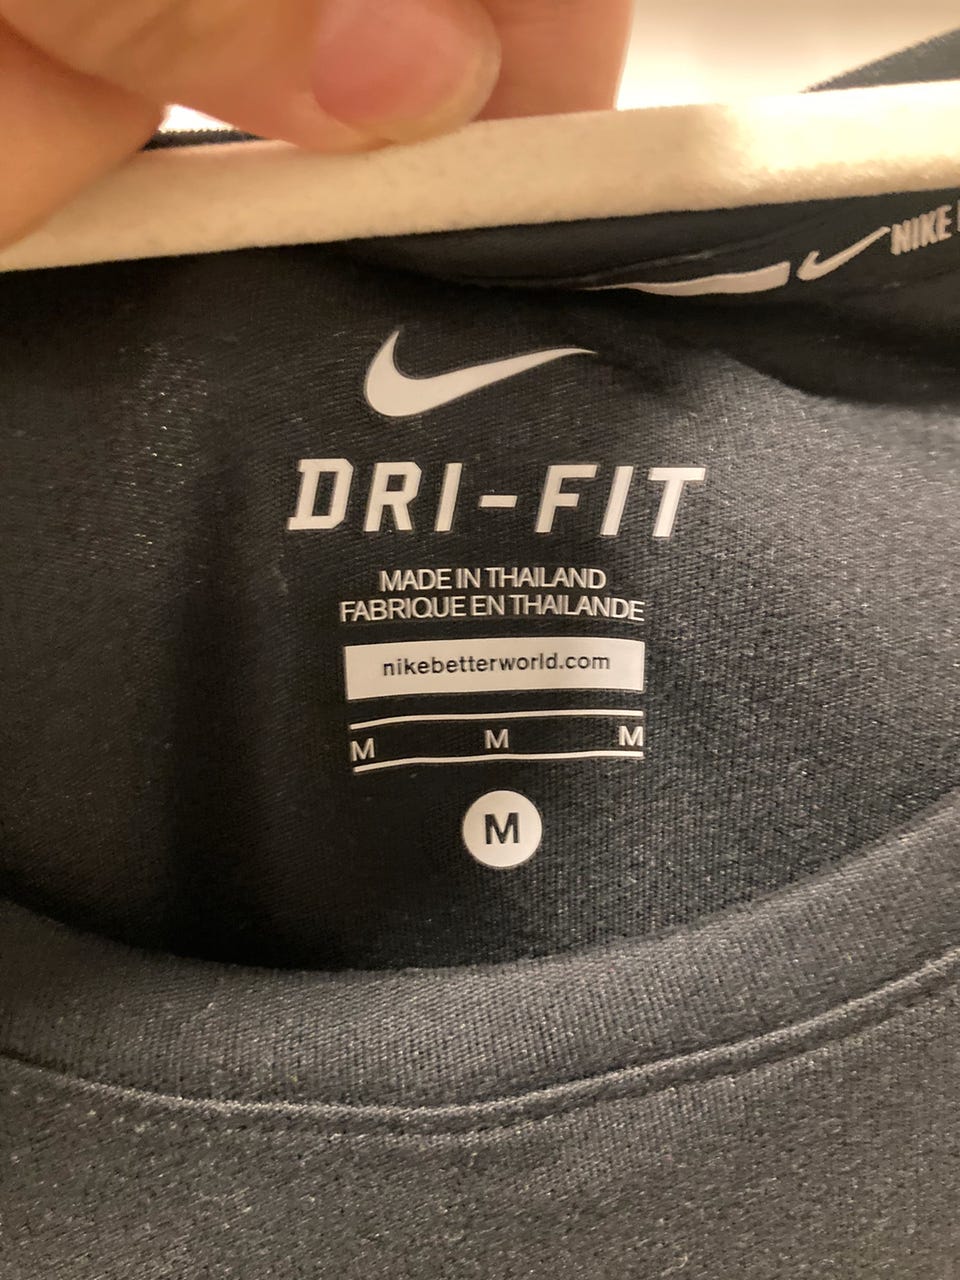 NIKE
DRI-FIT
MADE IN THAILAND
FABRIQUE EN THAILANDE
nikebetterworld.com
M M M
M